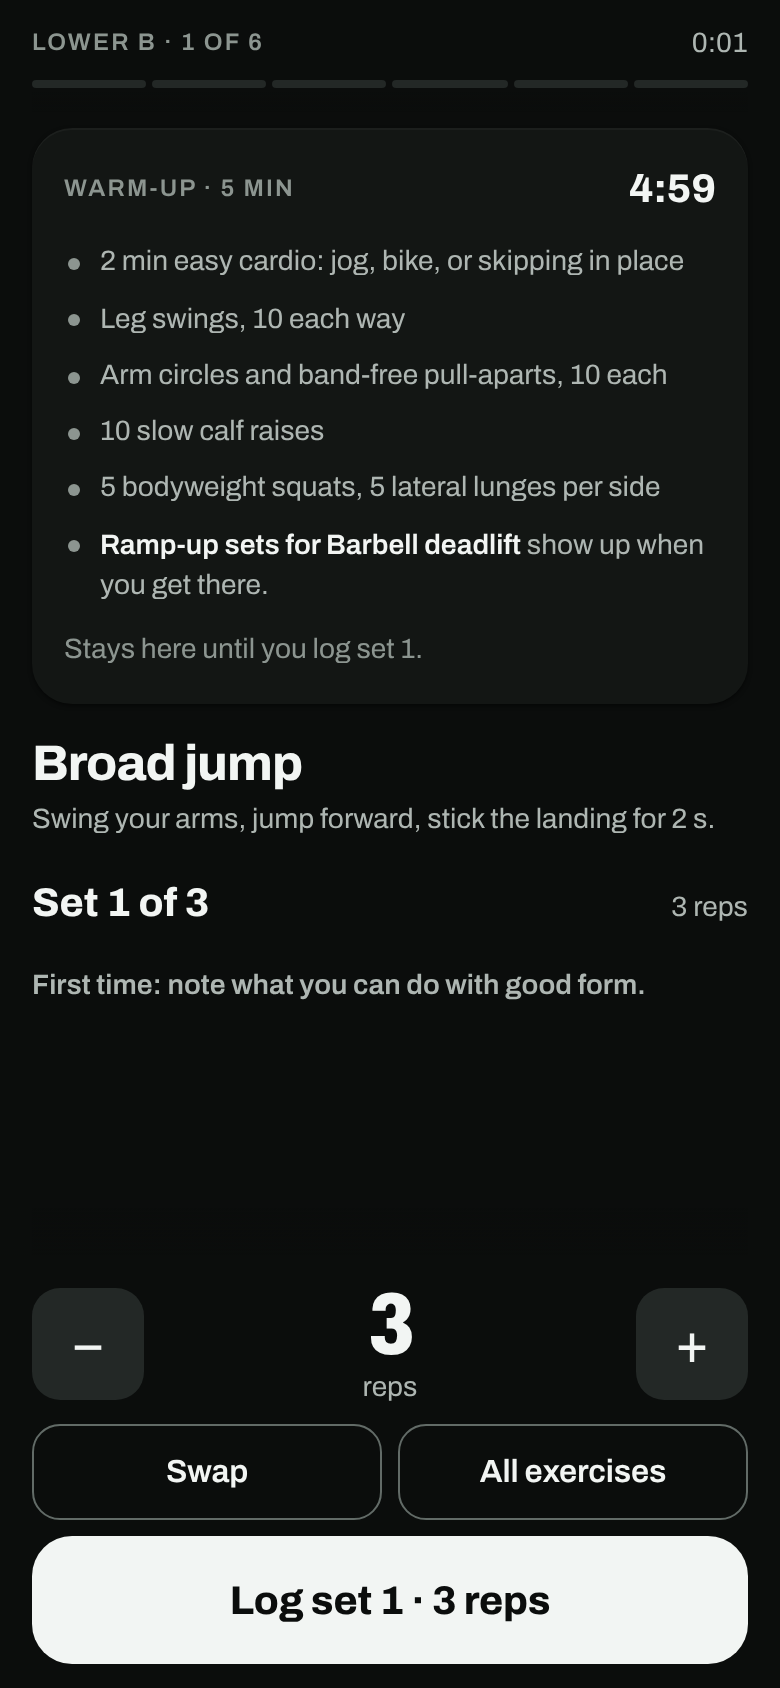 LOWER B · 1 OF 6
0:01
WARM-UP · 5 MIN
4:59
2 min easy cardio: jog, bike, or skipping in place
Leg swings, 10 each way
Arm circles and band-free pull-aparts, 10 each
10 slow calf raises
5 bodyweight squats, 5 lateral lunges per side
Ramp-up sets for Barbell deadlift show up when
you get there.
Stays here until you log set 1.
Broad jump
Swing your arms, jump forward, stick the landing for 2 s.
Set 1 of 3
3 reps
First time: note what you can do with good form.
−
3
+
reps
Swap
All exercises
Log set 1 · 3 reps